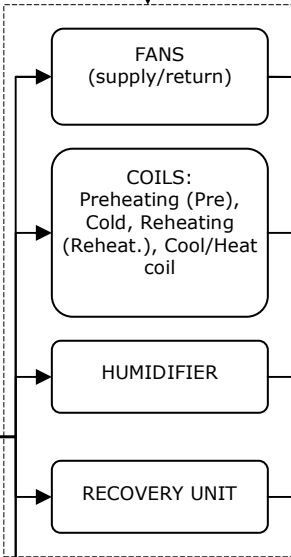 FANS
(supply/return)
COILS:
Preheating (Pre),
Cold, Reheating
(Reheat.), Cool/Heat
coil
HUMIDIFIER
RECOVERY UNIT